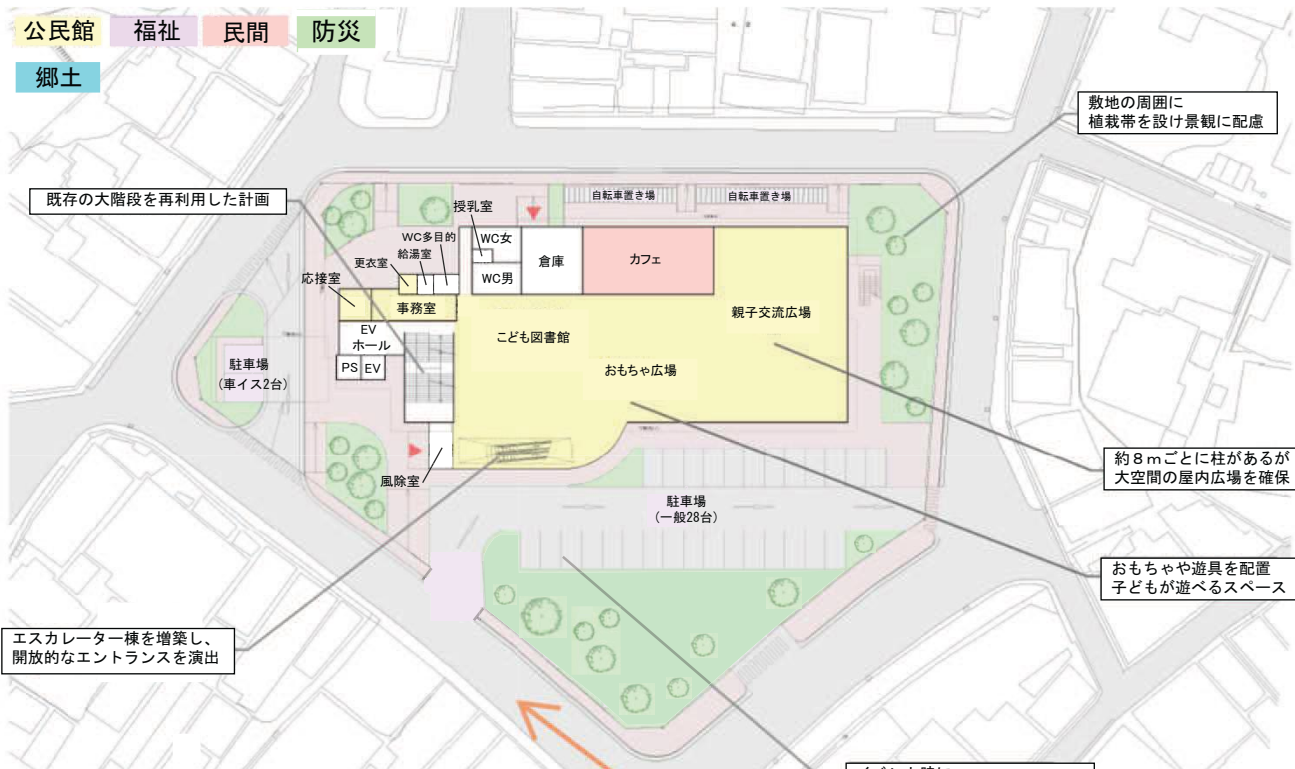 公民館
福祉
民間
防災
郷土
敷地の周囲に
植栽帯を設け景観に配慮
既存の大階段を再利用した計画
自転車置き場
自転車置き場
授乳室
WC多目的
WC女
給湯室
更衣室
WC男
倉庫
カフェ
応接室
事務室
親子交流広場
EV
ホール
こども図書館
おもちゃ広場
PS
EV
駐車場
(車イス2台)
風除室
約8mごとに柱があるが
大空間の屋内広場を確保
駐車場
(一般28台)
おもちゃや遊具を配置
子どもが遊べるスペース
エスカレーター棟を増築し、
開放的なエントランスを演出